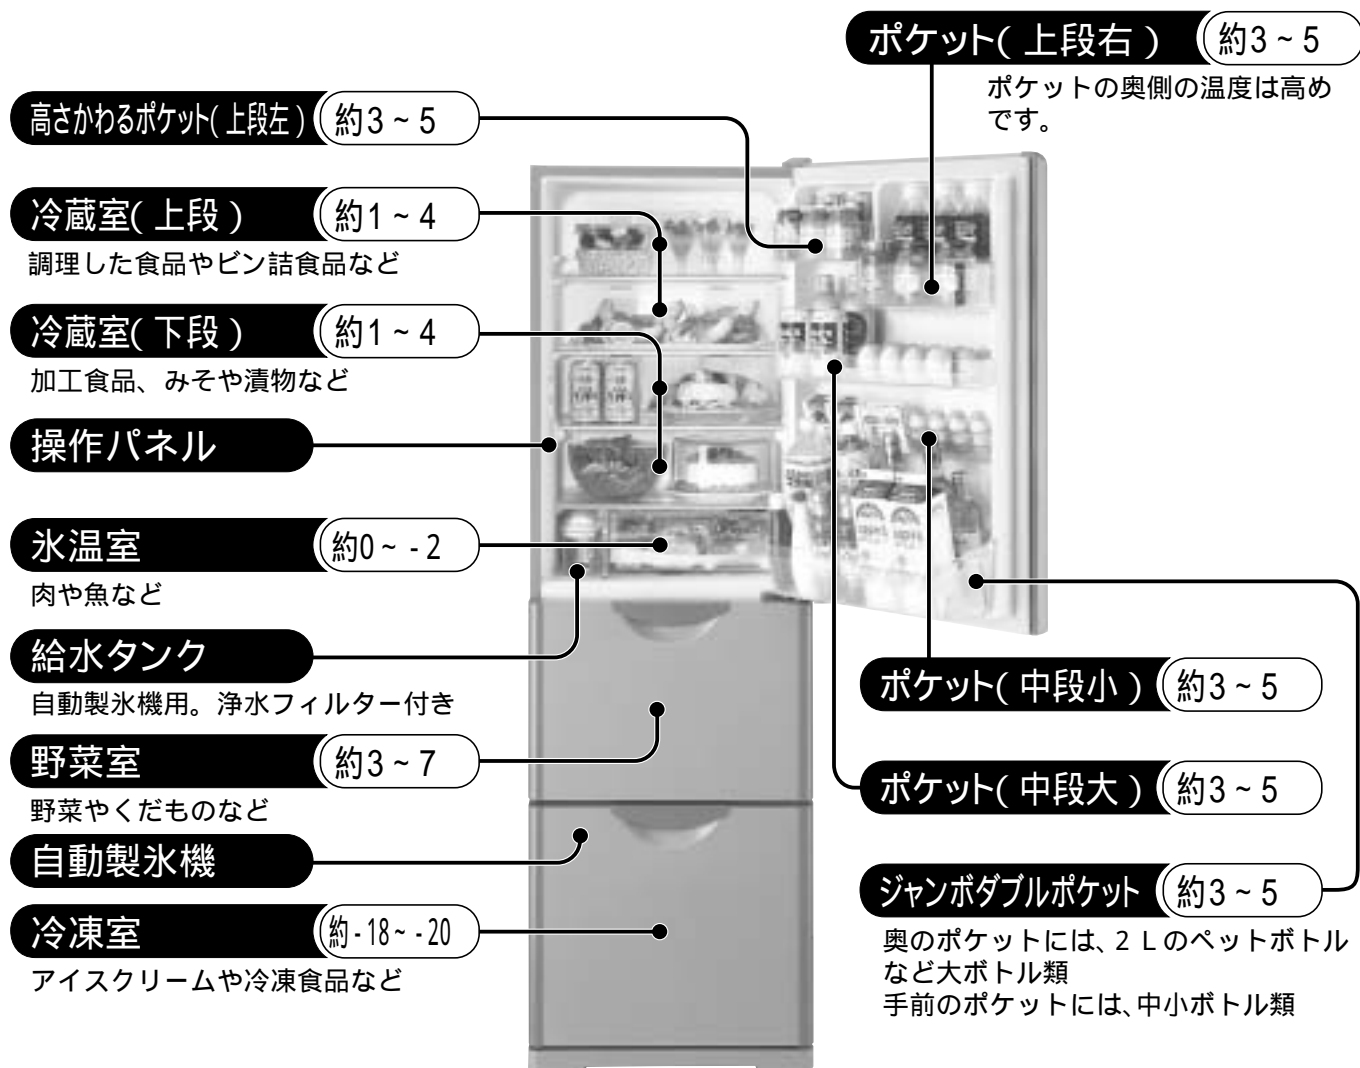 ポケット(上段右) 約3~5
ポケットの奥側の温度は高め
です。
高さかわるポケット(上段左) 約3~5
冷蔵室(上段) 約1~4
調理した食品やビン詰食品など
冷蔵室(下段) 約1~4
加工食品、みそや漬物など
操作パネル
氷温室 約0~-2
肉や魚など
給水タンク
自動製氷機用。浄水フィルター付き
野菜室 約3~7
野菜やくだものなど
自動製氷機
冷凍室 約-18~-20
アイスクリームや冷凍食品など
ポケット(中段小) 約3~5
ポケット(中段大) 約3~5
ジャンボダブルポケット 約3~5
奥のポケットには、2Lのペットボトル
など大ボトル類
手前のポケットには、中小ボトル類